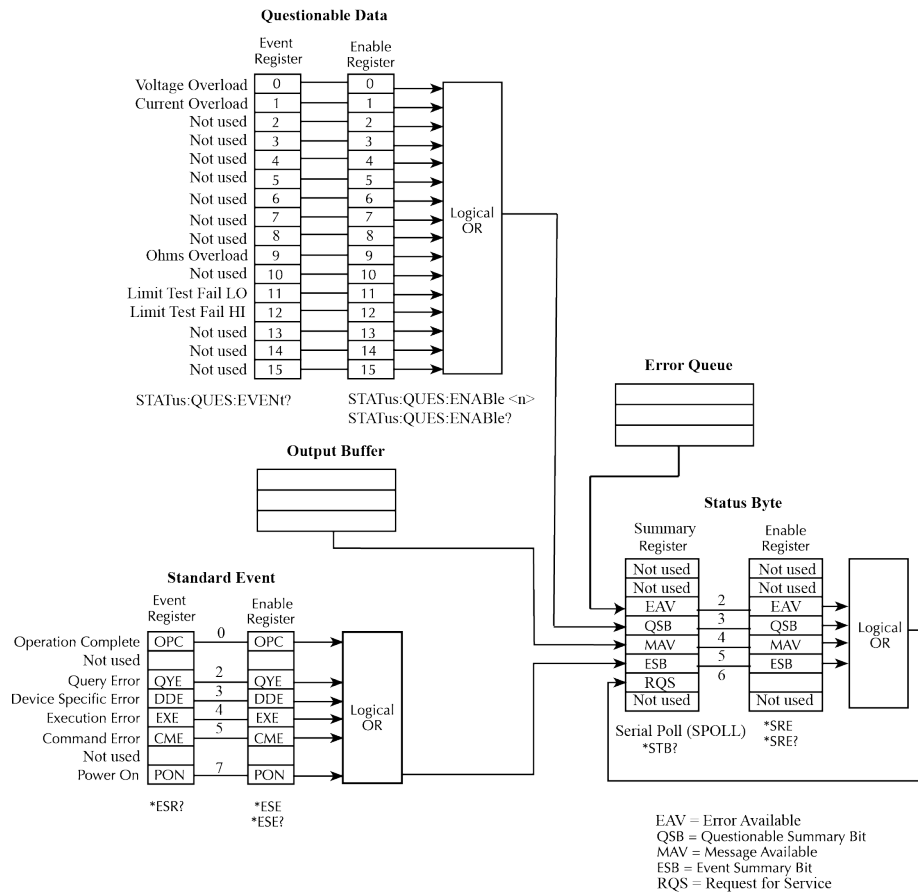 Questionable Data
Event Register
Enable Register
Voltage Overload 0 0
Current Overload 1 1
Not used 2 2
Not used 3 3
Not used 4 4
Not used 5 5
Not used 6 6
Not used 7 7
Not used 8 8
Ohms Overload 9 9
Not used 10 10
Limit Test Fail LO 11 11
Limit Test Fail HI 12 12
Not used 13 13
Not used 14 14
Not used 15 15
Logical OR
STATus:QUES:EVENt?
STATus:QUES:ENABle <n>
STATus:QUES:ENABle?
Output Buffer
Error Queue
Standard Event
Event Register
Enable Register
Operation Complete OPC 0 OPC
Not used
Query Error QYE 2 QYE
Device Specific Error DDE 3 DDE
Execution Error EXE 4 EXE
Command Error CME 5 CME
Not used
Power On PON 7 PON
Logical OR
*ESR?
*ESE
*ESE?
Status Byte
Summary Register
Enable Register
Not used Not used
Not used Not used
EAV 2 EAV
QSB 3 QSB
MAV 4 MAV
ESB 5 ESB
RQS 6
Not used Not used
Logical OR
Serial Poll (SPOLL)
*STB?
*SRE
*SRE?
EAV = Error Available
QSB = Questionable Summary Bit
MAV = Message Available
ESB = Event Summary Bit
RQS = Request for Service